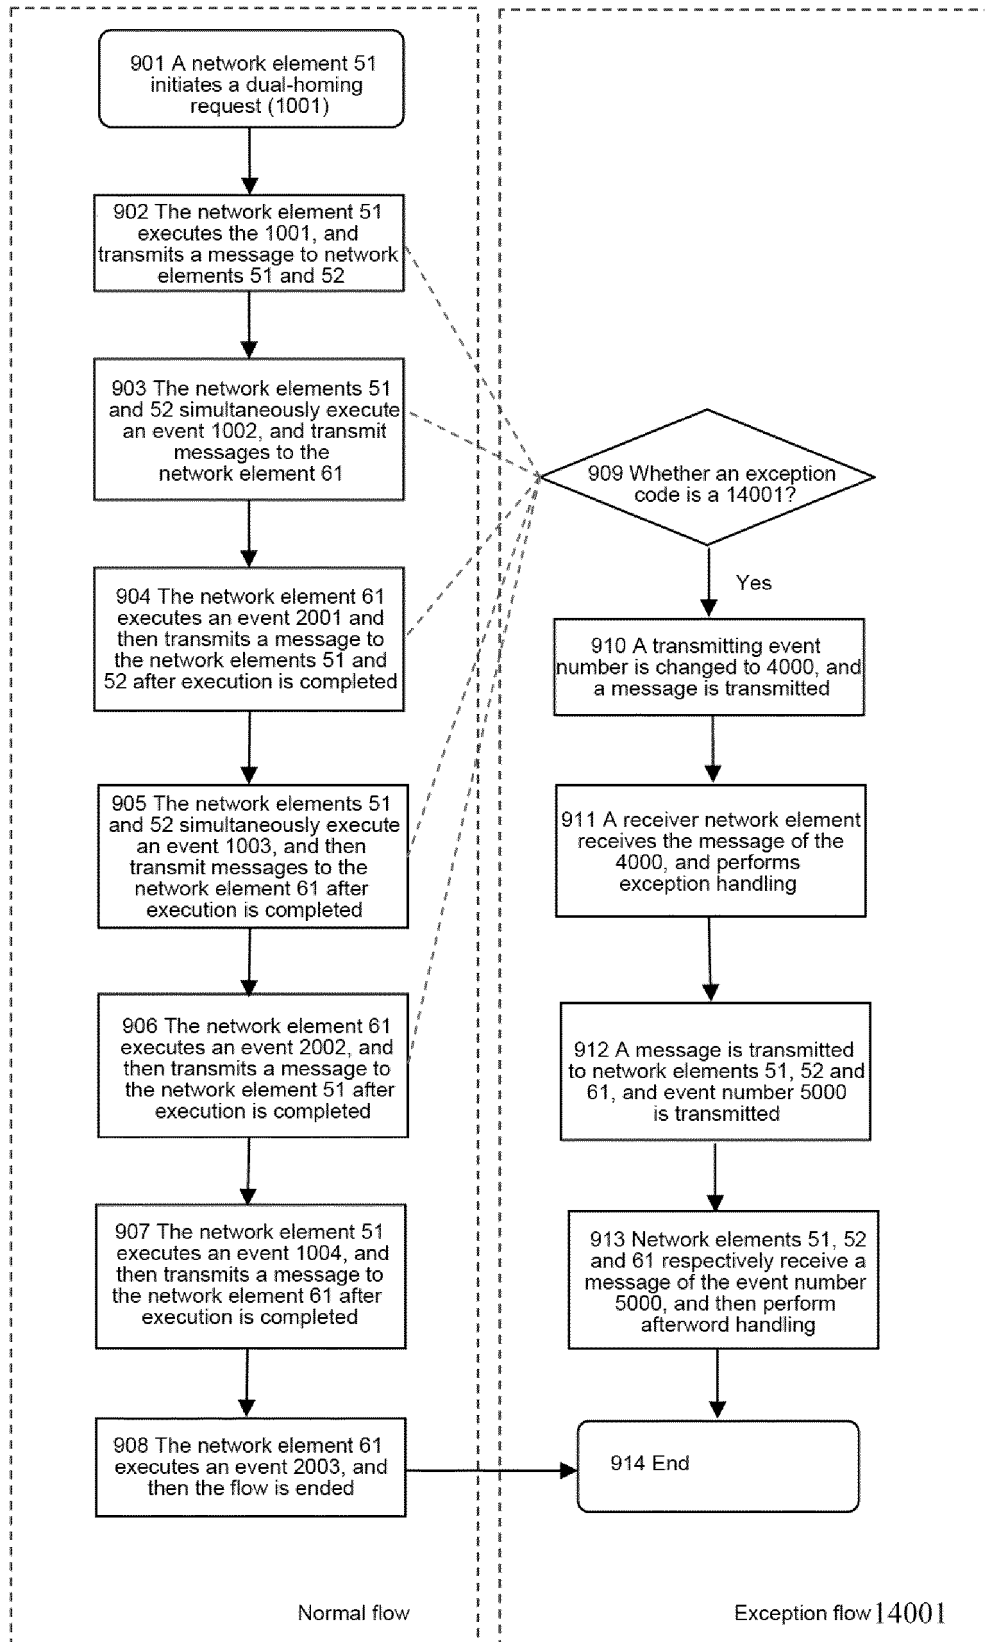 901 A network element 51
initiates a dual-homing
request (1001)
902 The network element 51
executes the 1001, and
transmits a message to network
elements 51 and 52
903 The network elements 51
and 52 simultaneously execute
an event 1002, and transmit
messages to the
network element 61
904 The network element 61
executes an event 2001 and
then transmits a message to
the network elements 51 and
52 after execution is completed
905 The network elements 51
and 52 simultaneously execute
an event 1003, and then
transmit messages to the
network element 61 after
execution is completed
906 The network element 61
executes an event 2002, and
then transmits a message to
the network element 51 after
execution is completed
907 The network element 51
executes an event 1004, and
then transmits a message to
the network element 61 after
execution is completed
908 The network element 61
executes an event 2003, and
then the flow is ended
Normal flow
909 Whether an exception
code is a 14001?
Yes
910 A transmitting event
number is changed to 4000, and
a message is transmitted
911 A receiver network element
receives the message of the
4000, and performs
exception handling
912 A message is transmitted
to network elements 51, 52 and
61, and event number 5000
is transmitted
913 Network elements 51, 52
and 61 respectively receive a
message of the event number
5000, and then perform
afterword handling
914 End
Exception flow 14001